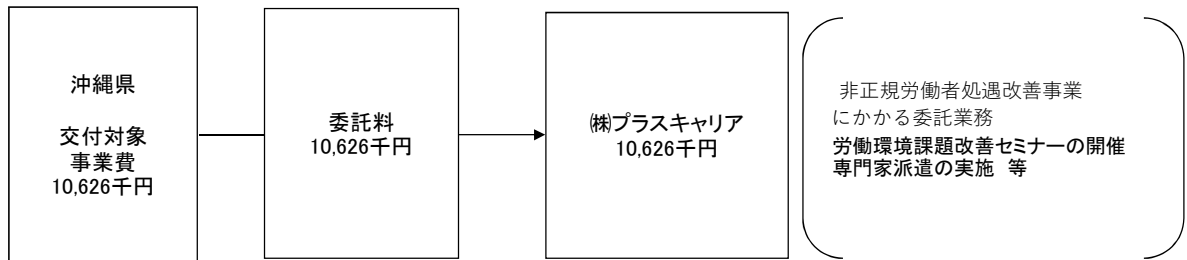 沖縄県
交付対象
事業費
10,626千円
委託料
10,626千円
㈱プラスキャリア
10,626千円
非正規労働者処遇改善事業
にかかる委託業務
労働環境課題改善セミナーの開催
専門家派遣の実施　等